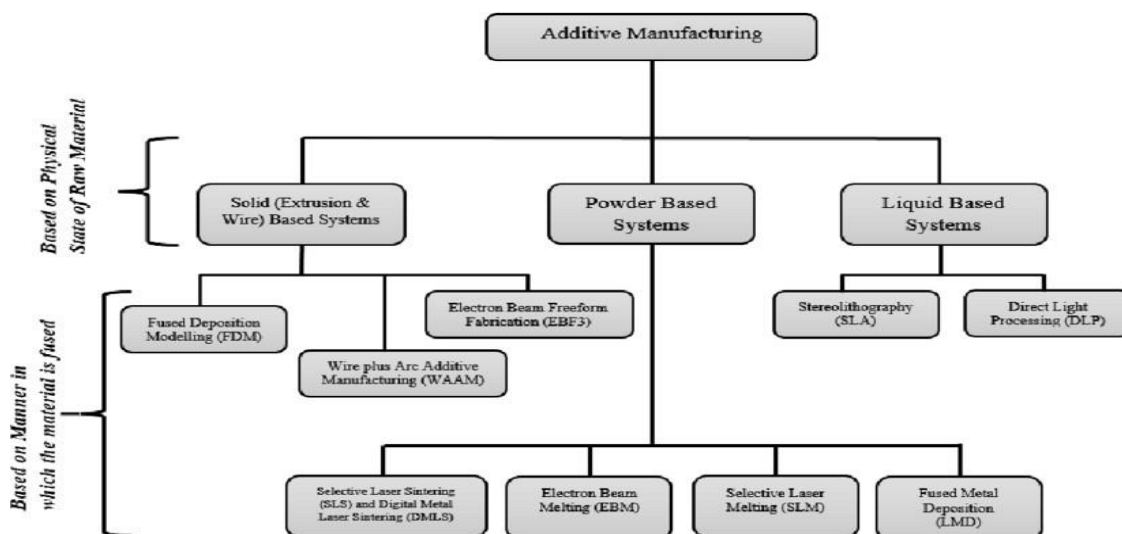 Additive Manufacturing
Based on Physical
State of Raw Material
Solid (Extrusion &
Wire) Based Systems
Powder Based
Systems
Liquid Based
Systems
Based on Manner in
which the material is fused
Fused Deposition
Modelling (FDM)
Wire plus Arc Additive
Manufacturing (WAAM)
Electron Beam Freeform
Fabrication (EBF3)
Stereolithography
(SLA)
Direct Light
Processing (DLP)
Selective Laser Sintering
(SLS) and Digital Metal
Laser Sintering (DMLS)
Electron Beam
Melting (EBM)
Selective Laser
Melting (SLM)
Fused Metal
Deposition
(LMD)